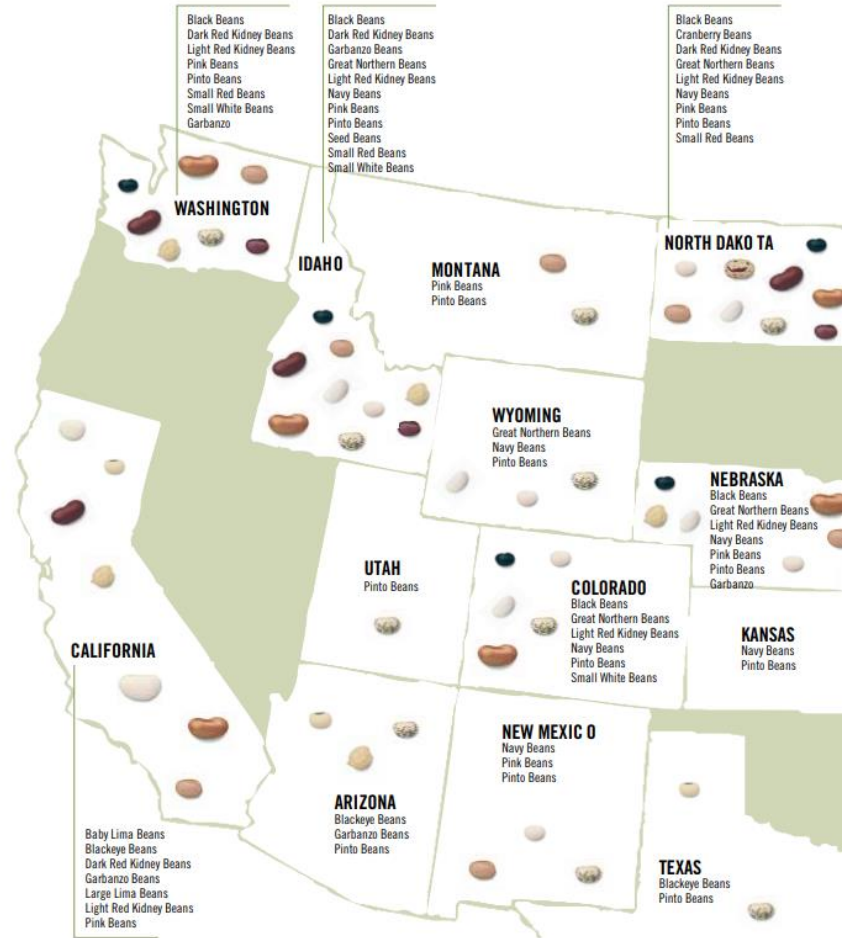 Black Beans
Dark Red Kidney Beans
Light Red Kidney Beans
Pink Beans
Pinto Beans
Small Red Beans
Small White Beans
Garbanzo
WASHINGTON
Black Beans
Dark Red Kidney Beans
Garbanzo Beans
Great Northern Beans
Light Red Kidney Beans
Navy Beans
Pink Beans
Pinto Beans
Seed Beans
Small Red Beans
Small White Beans
IDAHO
Black Beans
Cranberry Beans
Dark Red Kidney Beans
Great Northern Beans
Light Red Kidney Beans
Navy Beans
Pink Beans
Pinto Beans
Small Red Beans
NORTH DAKO TA
MONTANA
Pink Beans
Pinto Beans
WYOMING
Great Northern Beans
Navy Beans
Pinto Beans
NEBRASKA
Black Beans
Great Northern Beans
Light Red Kidney Beans
Navy Beans
Pink Beans
Pinto Beans
Garbanzo
UTAH
Pinto Beans
COLORADO
Black Beans
Great Northern Beans
Light Red Kidney Beans
Navy Beans
Pinto Beans
Small White Beans
KANSAS
Navy Beans
Pinto Beans
CALIFORNIA
Baby Lima Beans
Blackeye Beans
Dark Red Kidney Beans
Garbanzo Beans
Large Lima Beans
Light Red Kidney Beans
Pink Beans
ARIZONA
Blackeye Beans
Garbanzo Beans
Pinto Beans
NEW MEXIC O
Navy Beans
Pink Beans
Pinto Beans
TEXAS
Blackeye Beans
Pinto Beans